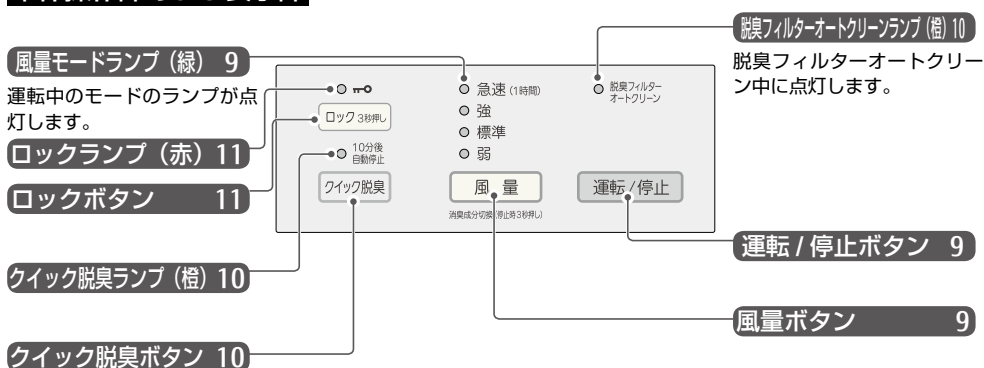 風量モードランプ（緑） 9
運転中のモードのランプが点
灯します。
ロックランプ（赤） 11
ロックボタン 11
クイック脱臭ランプ（橙） 10
クイック脱臭ボタン 10
ロック 3秒押し
10分後
自動停止
クイック脱臭
急速 (1時間)
強
標準
弱
風 量
消臭成分切換(停止時3秒押し)
脱臭フィルター
オートクリーン
運転/停止
脱臭フィルターオートクリーンランプ（橙） 10
脱臭フィルターオートクリー
ン中に点灯します。
運転 / 停止ボタン 9
風量ボタン 9